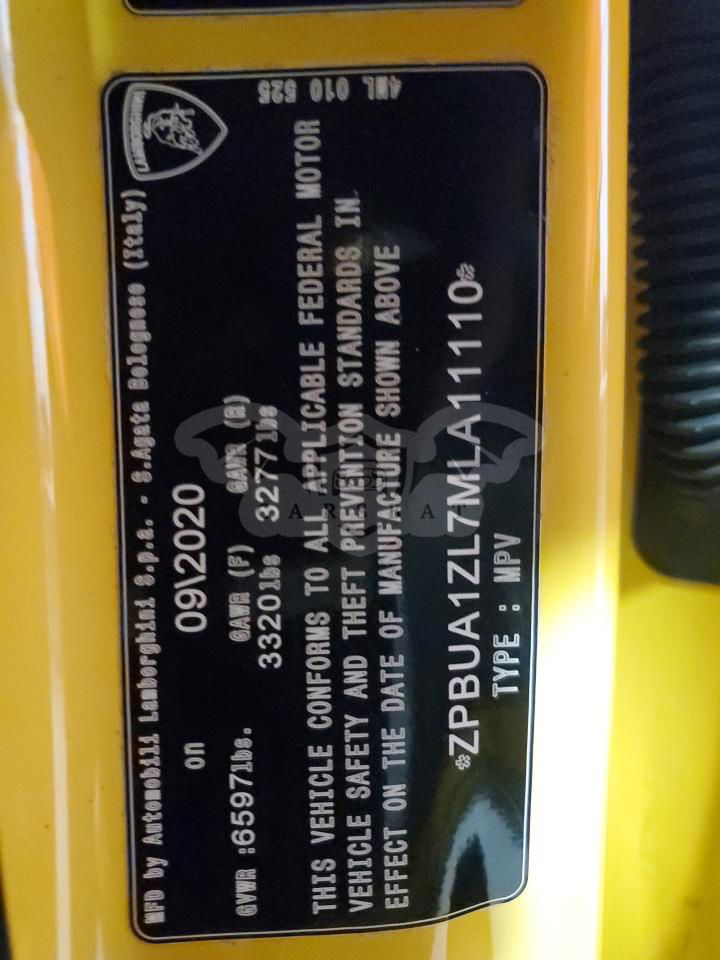 LAMBORGHINI
4ML 010 525
MFD by Automobili Lamborghini S.p.a. - S.Agata Bolognese (Italy)
on 09\2020
GVWR :6597lbs. GAWR (F) GAWR (R)
3320lbs 3277lbs
THIS VEHICLE CONFORMS TO ALL APPLICABLE FEDERAL MOTOR
VEHICLE SAFETY AND THEFT PREVENTION STANDARDS IN
EFFECT ON THE DATE OF MANUFACTURE SHOWN ABOVE
*ZPBUA1ZL7MLA11110*
TYPE : MPV